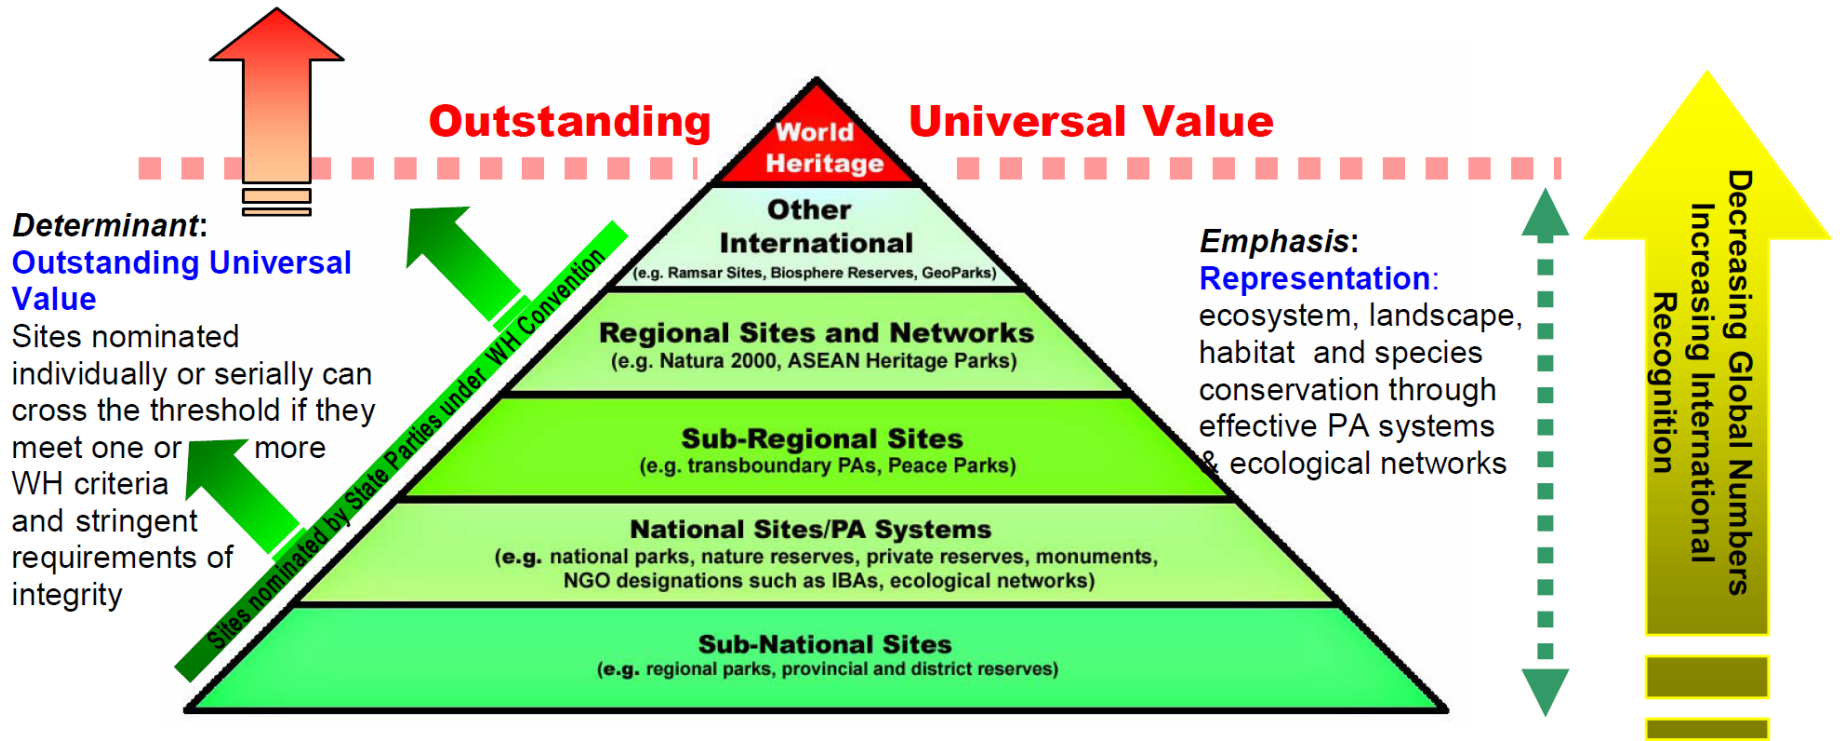 Outstanding
Universal Value
World
Heritage
Determinant:
Outstanding Universal
Value
Sites nominated
individually or serially can
cross the threshold if they
meet one or more
WH criteria
and stringent
requirements of
integrity
Sites nominated by State Parties under WH Convention
Other
International
(e.g. Ramsar Sites, Biosphere Reserves, GeoParks)
Regional Sites and Networks
(e.g. Natura 2000, ASEAN Heritage Parks)
Sub-Regional Sites
(e.g. transboundary PAs, Peace Parks)
National Sites/PA Systems
(e.g. national parks, nature reserves, private reserves, monuments,
NGO designations such as IBAs, ecological networks)
Sub-National Sites
(e.g. regional parks, provincial and district reserves)
Emphasis:
Representation:
ecosystem, landscape,
habitat and species
conservation through
effective PA systems
& ecological networks
Decreasing Global Numbers
Increasing International
Recognition